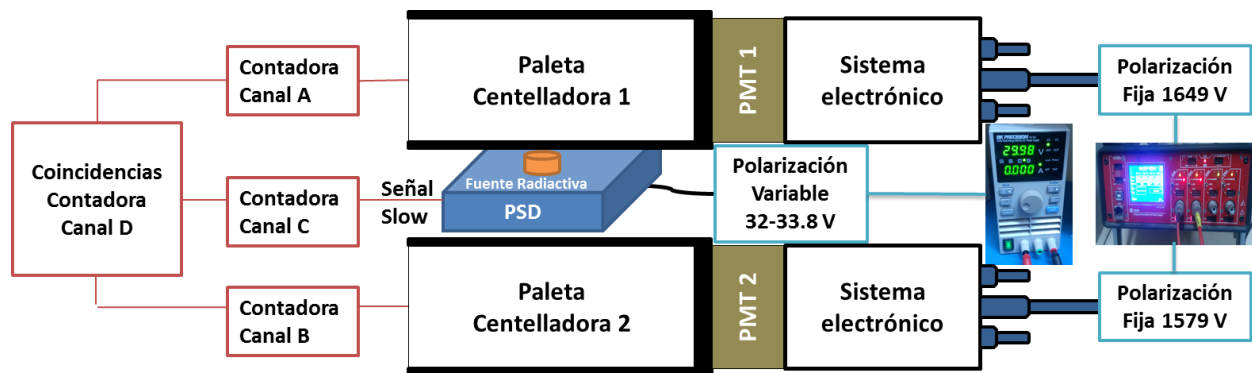 Contadora
Canal A
Paleta
Centelladora 1
PMT 1
Sistema
electrónico
Polarización
Fija 1649 V
Coincidencias
Contadora
Canal D
Contadora
Canal C
Señal
Slow
Fuente Radiactiva
PSD
Polarización
Variable
32-33.8 V
BK PRECISION
29.98 V
0.000 A
Contadora
Canal B
Paleta
Centelladora 2
PMT 2
Sistema
electrónico
Polarización
Fija 1579 V